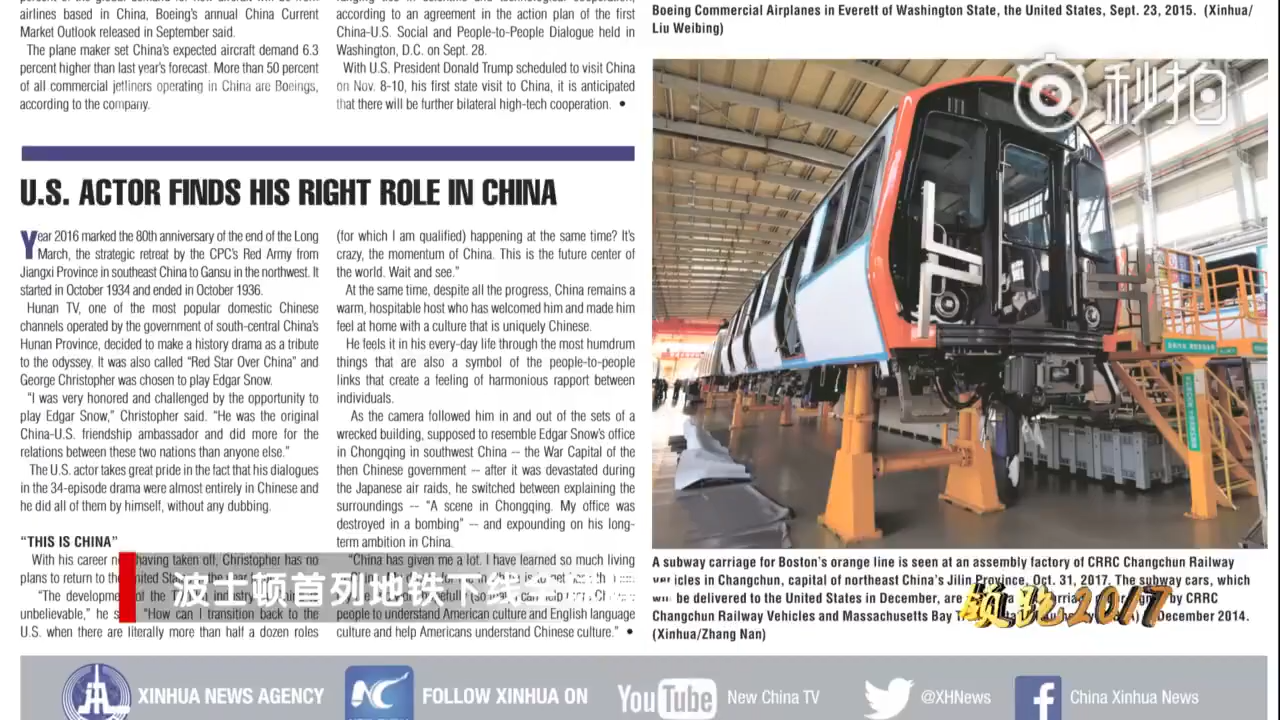 percent of the global demand for new aircraft will be from
airlines based in China, Boeing's annual China Current
Market Outlook released in September said.
The plane maker set China's expected aircraft demand 6.3
percent higher than last year's forecast. More than 50 percent
of all commercial jetliners operating in China are Boeings,
according to the company.
according to an agreement in the action plan of the first
China-U.S. Social and People-to-People Dialogue held in
Washington, D.C. on Sept. 28.
With U.S. President Donald Trump scheduled to visit China
on Nov. 8-10, his first state visit to China, it is anticipated
that there will be further bilateral high-tech cooperation. •
Boeing Commercial Airplanes in Everett of Washington State, the United States, Sept. 23, 2015. (Xinhua/
Liu Weibing)
秒拍
U.S. ACTOR FINDS HIS RIGHT ROLE IN CHINA
Year 2016 marked the 80th anniversary of the end of the Long
March, the strategic retreat by the CPC's Red Army from
Jiangxi Province in southeast China to Gansu in the northwest. It
started in October 1934 and ended in October 1936.
Hunan TV, one of the most popular domestic Chinese
channels operated by the government of south-central China's
Hunan Province, decided to make a history drama as a tribute
to the odyssey. It was also called "Red Star Over China" and
George Christopher was chosen to play Edgar Snow.
"I was very honored and challenged by the opportunity to
play Edgar Snow," Christopher said. "He was the original
China-U.S. friendship ambassador and did more for the
relations between these two nations than anyone else."
The U.S. actor takes great pride in the fact that his dialogues
in the 34-episode drama were almost entirely in Chinese and
he did all of them by himself, without any dubbing.
"THIS IS CHINA"
With his career having taken off, Christopher has no
plans to return to the
"The
unbelievable," he "How can I transition back to the
U.S. when there are literally more than half a dozen roles
(for which I am qualified) happening at the same time? It's
crazy, the momentum of China. This is the future center of
the world. Wait and see."
At the same time, despite all the progress, China remains a
warm, hospitable host who has welcomed him and made him
feel at home with a culture that is uniquely Chinese.
He feels it in his every-day life through the most humdrum
things that are also a symbol of the people-to-people
links that create a feeling of harmonious rapport between
individuals.
As the camera followed him in and out of the sets of a
wrecked building, supposed to resemble Edgar Snow's office
in Chongqing in southwest China -- the War Capital of the
then Chinese government -- after it was devastated during
the Japanese air raids, he switched between explaining the
surroundings -- "A scene in Chongqing. My office was
destroyed in a bombing" -- and expounding on his long-
term ambition in China.
"China has given me a lot. I have learned so much living
people to understand American culture and English language
culture and help Americans understand Chinese culture." •
波士顿首列地铁下线
A subway carriage for Boston's orange line is seen at an assembly factory of CRRC Changchun Railway
Vehicles in Changchun, capital of northeast China's Jilin Province, Oct. 31, 2017. The subway cars, which
will be delivered to the United States in December, are by CRRC
Changchun Railway Vehicles and Massachusetts Bay December 2014.
(Xinhua/Zhang Nan)
领跑2017
XINHUA NEWS AGENCY
FOLLOW XINHUA ON
YouTube
New China TV
@XHNews
China Xinhua News